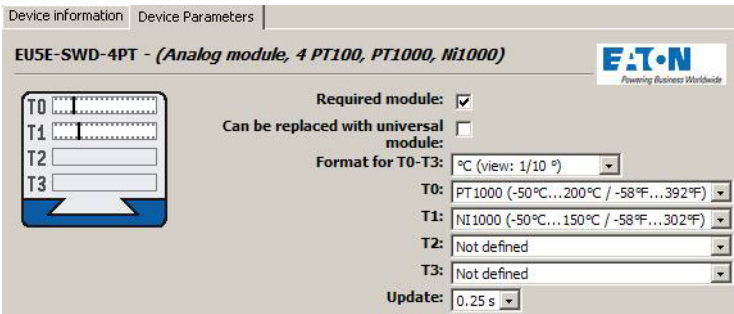 Device information Device Parameters
EU5E-SWD-4PT - (Analog module, 4 PT100, PT1000, Ni1000)
EATON
Powering Business Worldwide
T0
T1
T2
T3
Required module:
Can be replaced with universal
module:
Format for T0-T3: °C (view: 1/10 °)
T0: PT1000 (-50°C...200°C / -58°F...392°F)
T1: NI1000 (-50°C...150°C / -58°F...302°F)
T2: Not defined
T3: Not defined
Update: 0.25 s